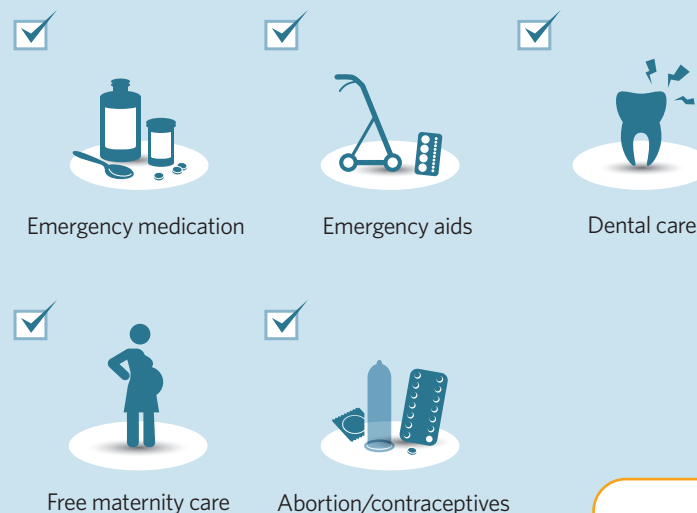 Emergency medication
Emergency aids
Dental care
Free maternity care
Abortion/contraceptives